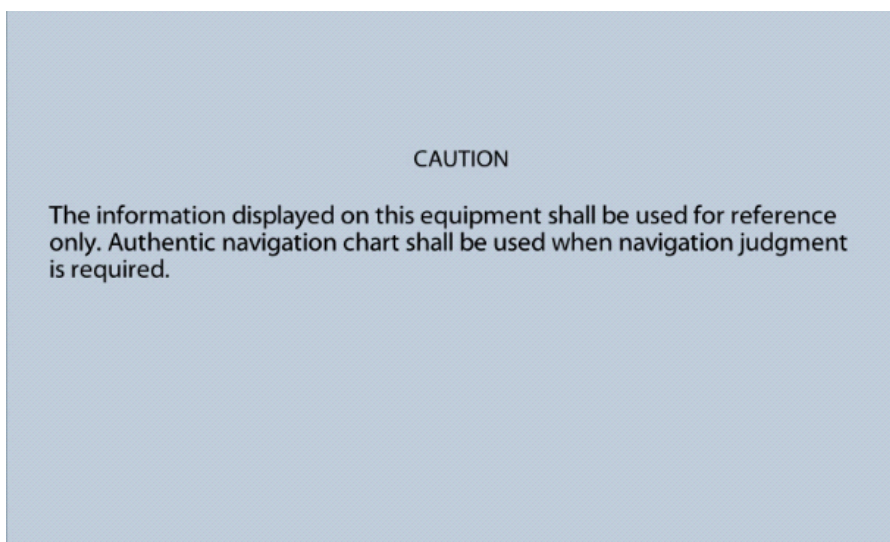 CAUTION
The information displayed on this equipment shall be used for reference
only. Authentic navigation chart shall be used when navigation judgment
is required.